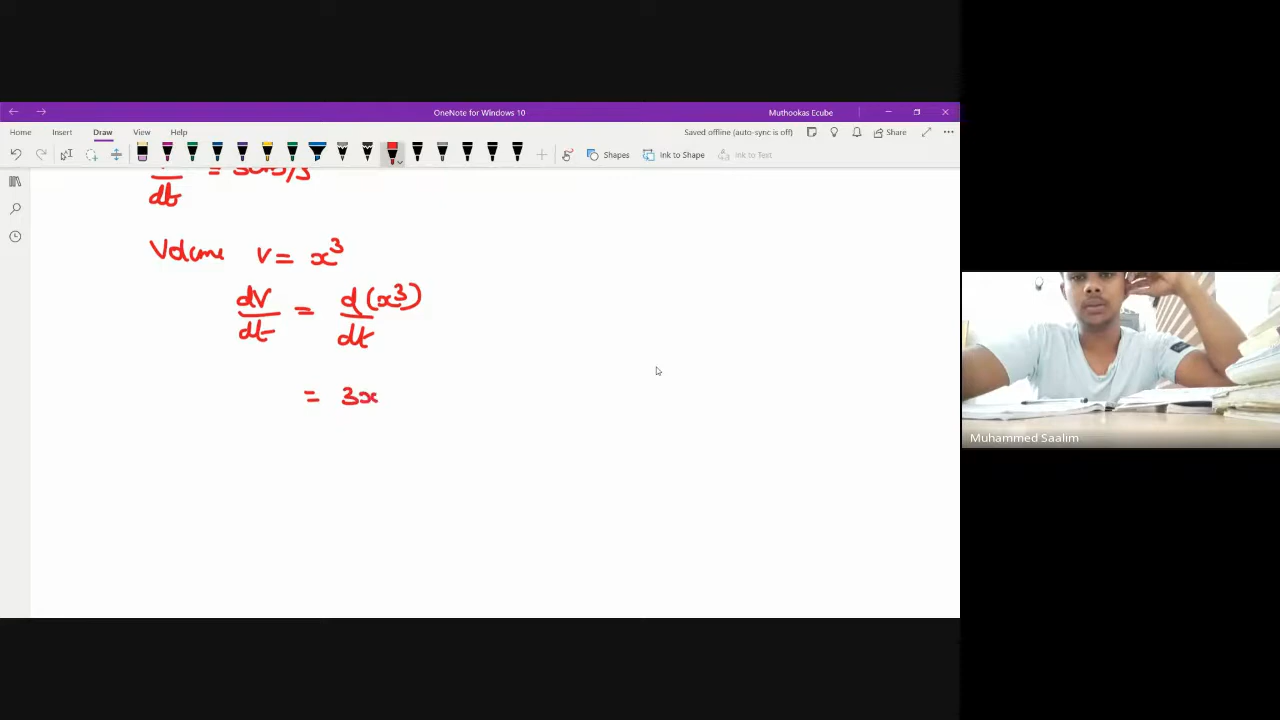 OneNote for Windows 10
Muthookas Ecube
Home Insert Draw View Help
Saved offline (auto-sync is off) Share
Shapes Ink to Shape Ink to Text
dt =
Volume V = x³
dV/dt = d(x³)/dt
= 3x
Muhammed Saalim